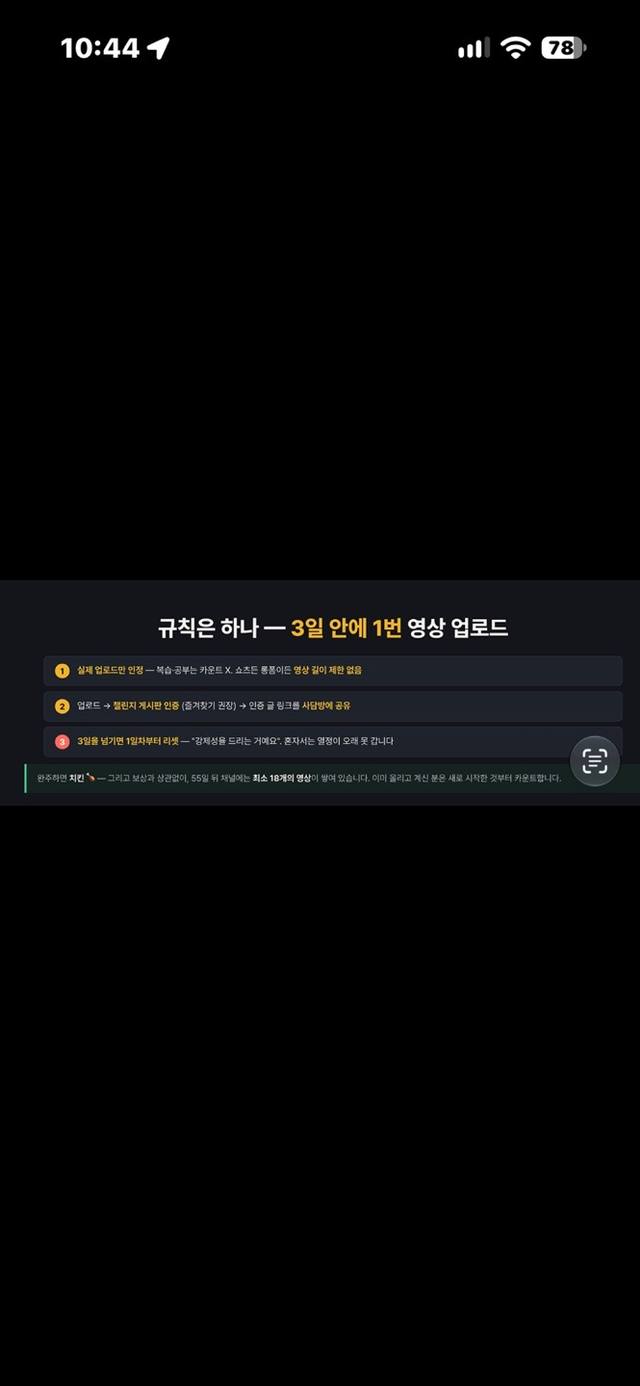 10:44
78
규칙은 하나 — 3일 안에 1번 영상 업로드
1 실제 업로드만 인정 — 복습·공부는 카운트 X. 쇼츠든 롱폼이든 영상 길이 제한 없음
2 업로드 → 챌린지 게시판 인증 (즐겨찾기 권장) → 인증 글 링크를 사담방에 공유
3 3일을 넘기면 1일차부터 리셋 — "강제성을 드리는 거예요". 혼자서는 열정이 오래 못 갑니다
완주하면 치킨 🍗 — 그리고 보상과 상관없이, 55일 뒤 채널에는 최소 18개의 영상이 쌓여 있습니다. 이미 올리고 계신 분은 새로 시작한 것부터 카운트합니다.